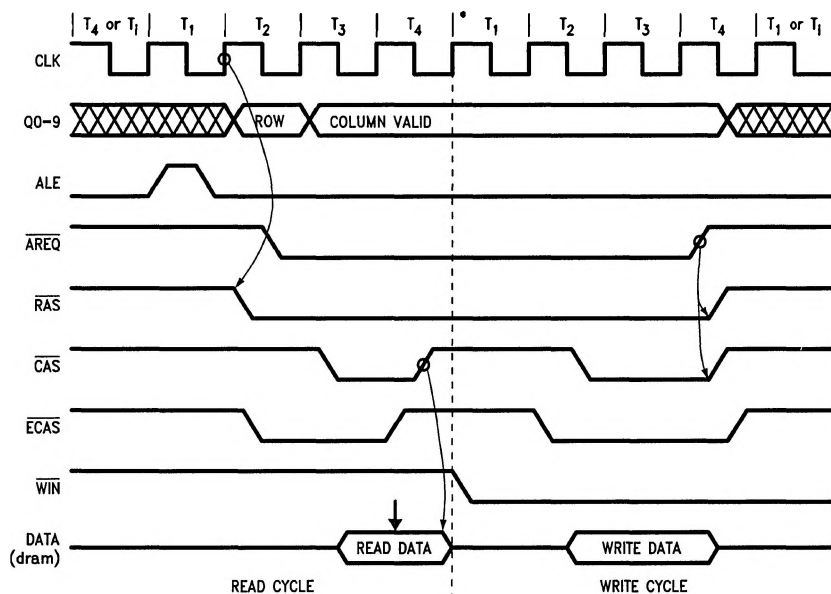 T4 or Ti T1 T2 T3 T4 T1 T2 T3 T4 T1 or Ti
CLK
Q0-9 ROW COLUMN VALID
ALE
AREQ
RAS
CAS
ECAS
WIN
DATA (dram) READ DATA WRITE DATA
READ CYCLE WRITE CYCLE